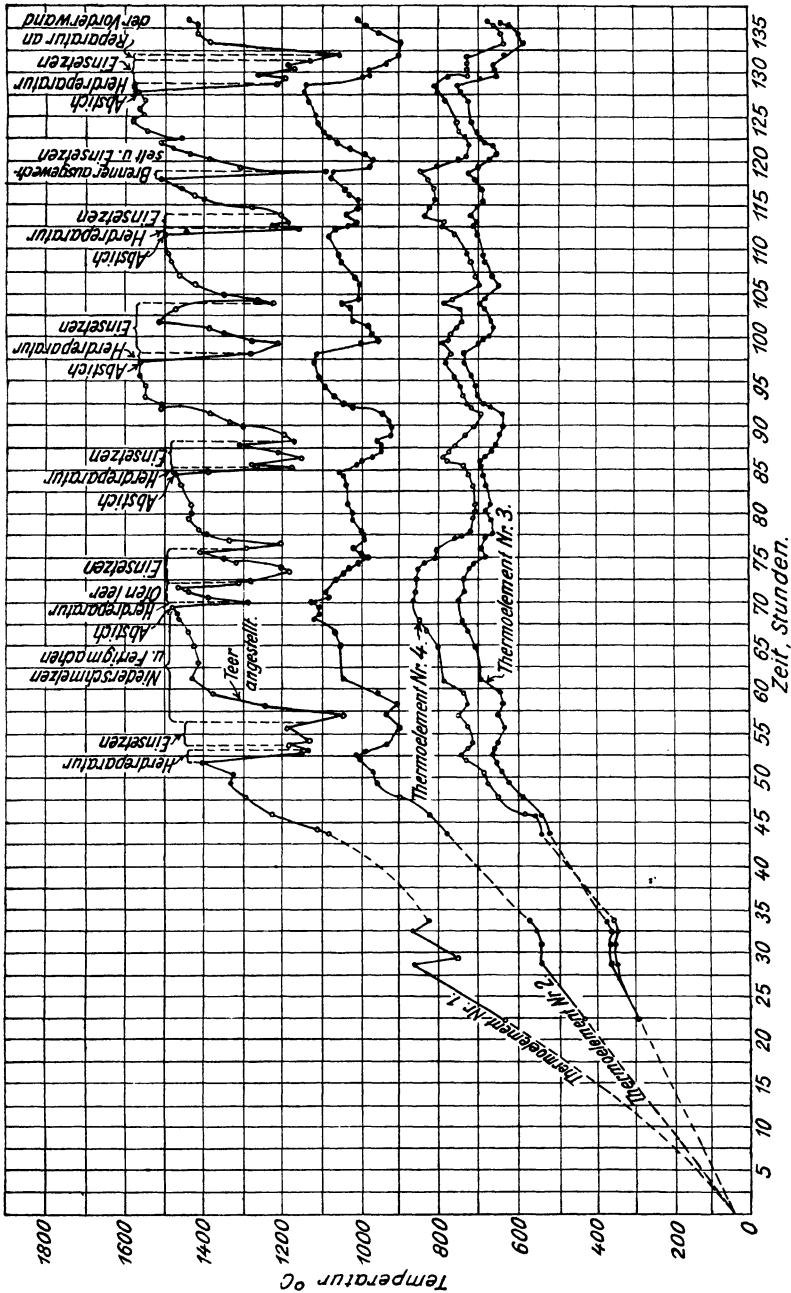 1800
1600
1400
1200
1000
800
600
400
200
0
Temperatur °C
5 10 15 20 25 30 35 40 45 50 55 60 65 70 75 80 85 90 95 100 105 110 115 120 125 130 135
Zeit, Stunden.
Thermoelement Nr. 1.
Thermoelement Nr. 2.
Thermoelement Nr. 4.
Thermoelement Nr. 3.
Herdreparatur
Einsetzen
Niederschmelzen
u. Fertigmachen
Teer
angestellt.
Abstich
Herdreparatur
Ofen leer
Einsetzen
Abstich
Herdreparatur
Einsetzen
Abstich
Herdreparatur
Einsetzen
Abstich
Herdreparatur
Einsetzen
Brenner ausgewech-
selt u. Einsetzen
Abstich
Herdreparatur
Einsetzen
Reparatur an
der Vorderwand